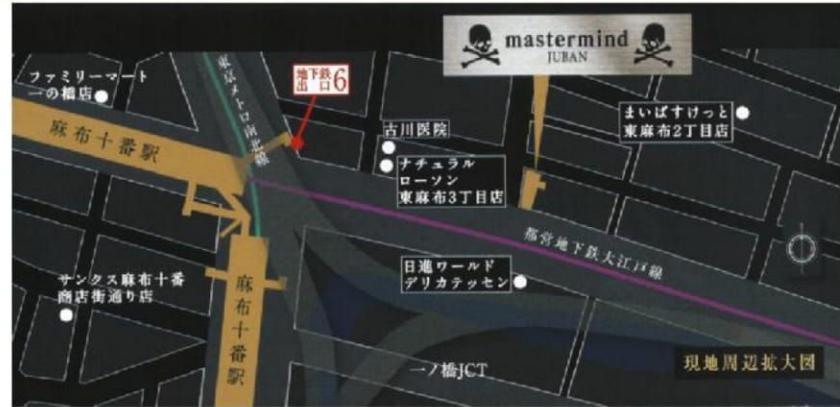 mastermind
JUBAN
ファミリーマート
一の橋店
東京メトロ南北線
地下鉄
出口
6
麻布十番駅
古川医院
ナチュラル
ローソン
東麻布3丁目店
まいばすけっと
東麻布2丁目店
都営地下鉄大江戸線
日進ワールド
デリカテッセン
サンクス麻布十番
商店街通り店
麻布十番駅
一ノ橋JCT
現地周辺拡大図